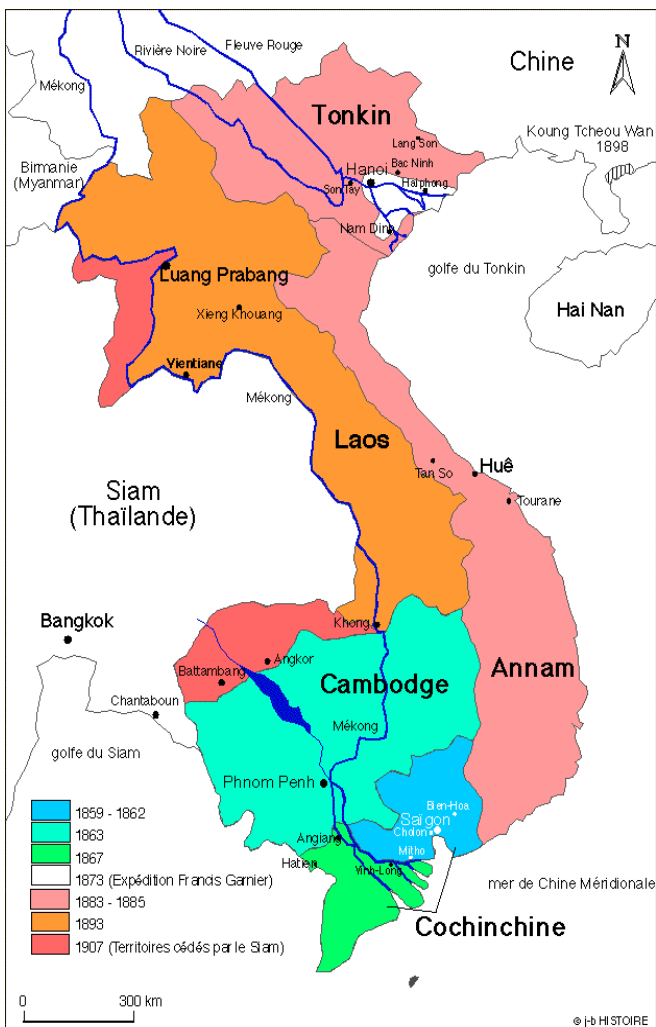 Fleuve Rouge
Rivière Noire
Chine
N
Mékong
Tonkin
Lang Son
Koung Tcheou Wan
1898
Birmanie
(Myanmar)
Bac Ninh
Hanoi
Haïphong
Son Tay
Nam Dinh
golfe du Tonkin
Luang Prabang
Hai Nan
Xieng Khouang
Vientiane
Mékong
Laos
Huê
Tan So
Siam
(Thaïlande)
Tourane
Bangkok
Khong
Angkor
Battambang
Annam
Cambodge
Chantaboun
Mékong
golfe du Siam
Phnom Penh
Bien-Hoa
Saïgon
Cholon
Angiang
Mitho
Hatien
Vinh-Long
mer de Chine Méridionale
Cochinchine
1859 - 1862
1863
1867
1873 (Expédition Francis Garnier)
1883 - 1885
1893
1907 (Territoires cédés par le Siam)
0 300 km
© j-b HISTOIRE